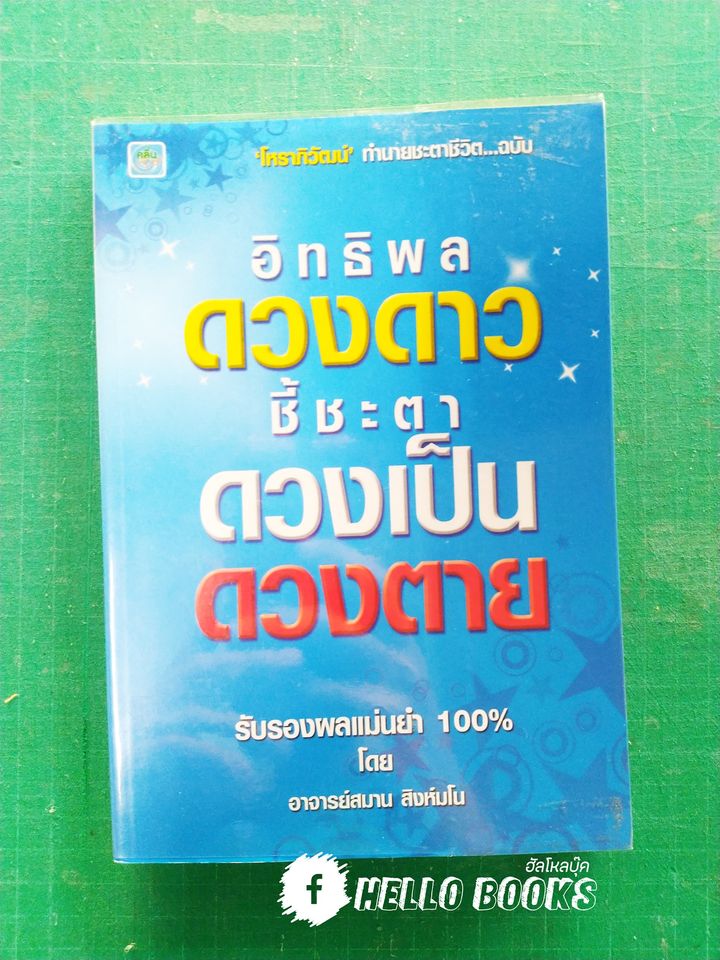 คลื่น
'โหราภิวัฒน์' ทำนายชะตาชีวิต...ฉบับ
อิทธิพล
ดวงดาว
ชี้ชะตา
ดวงเป็น
ดวงตาย
รับรองผลแม่นยำ 100%
โดย
อาจารย์สมาน สิงห์มโน
ฮัลโหลบุ๊ค
f HELLO BOOKS